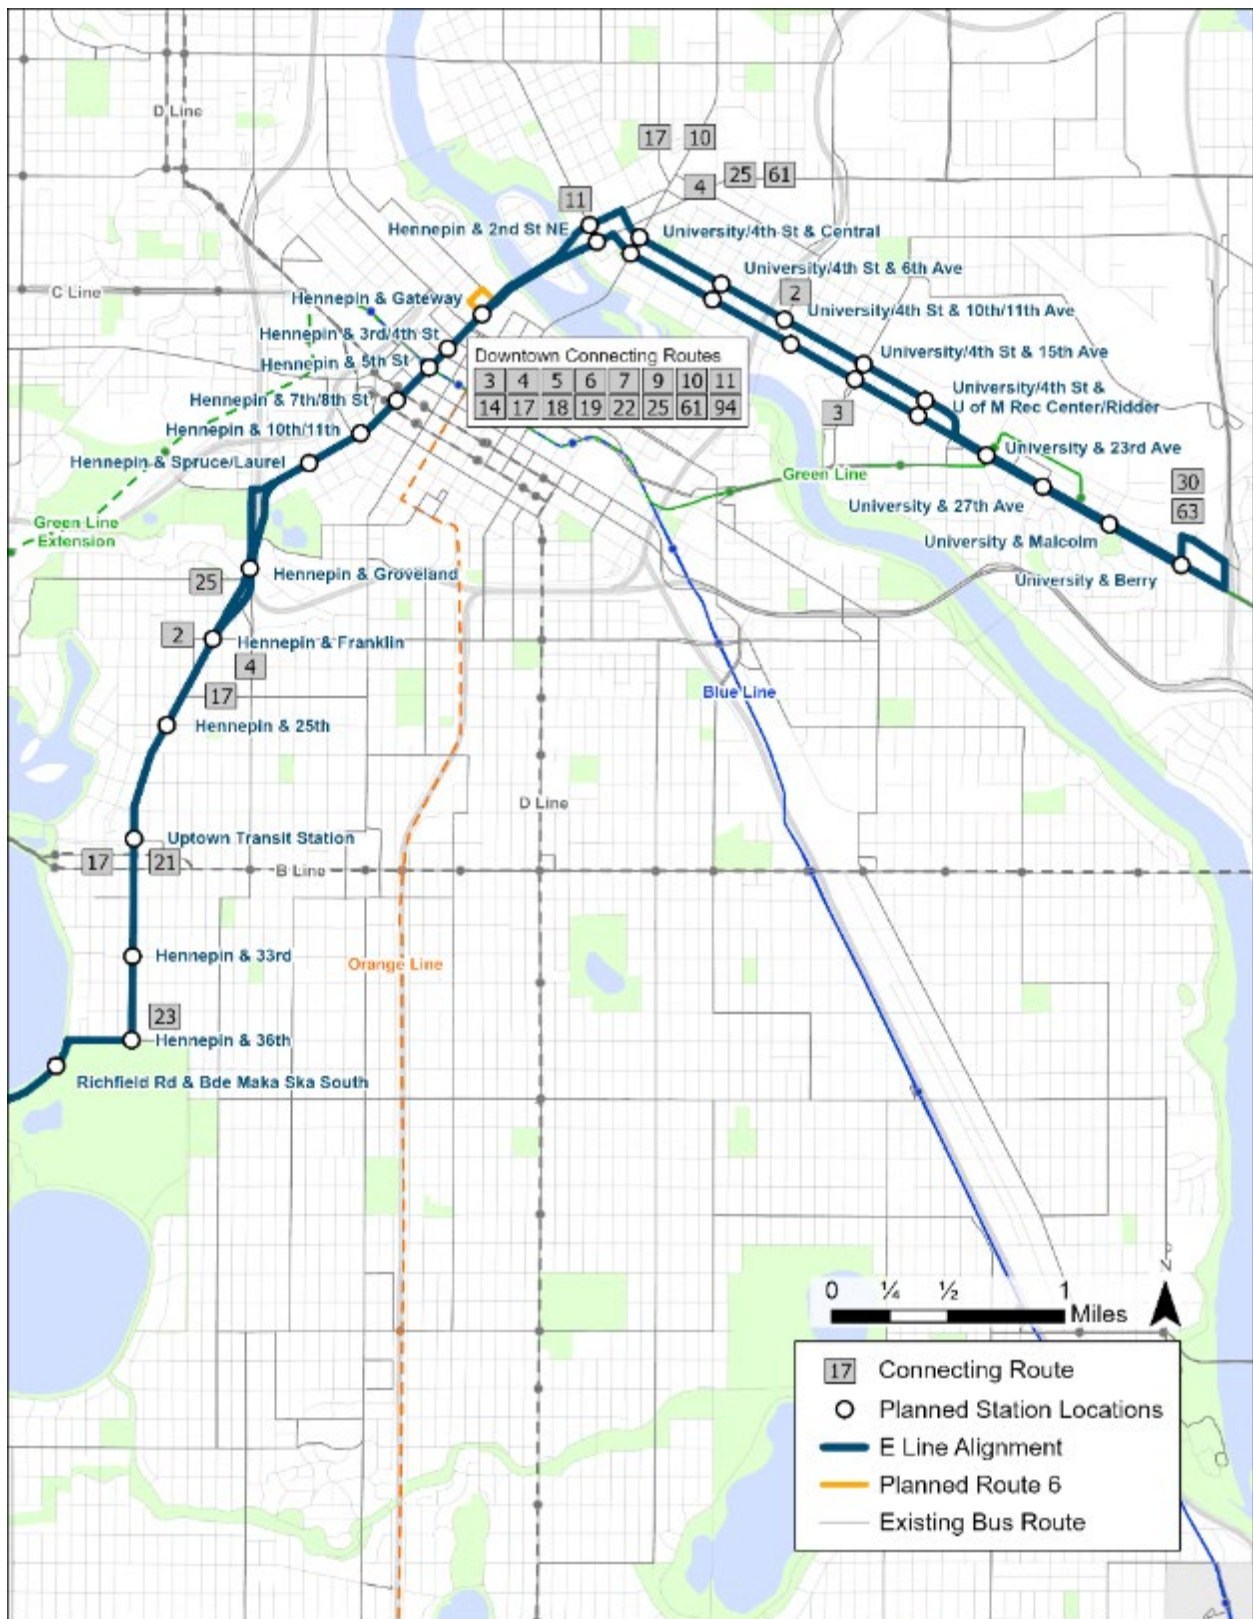 D Line
17 10
25 61
4
11
Hennepin & 2nd St NE
University/4th St & Central
University/4th St & 6th Ave
C Line
Hennepin & Gateway
2
University/4th St & 10th/11th Ave
Hennepin & 3rd/4th St
Hennepin & 5th St
Downtown Connecting Routes
3 4 5 6 7 9 10 11
14 17 18 19 22 25 61 94
University/4th St & 15th Ave
Hennepin & 7th/8th St
University/4th St &
U of M Rec Center/Ridder
3
Hennepin & 10th/11th
University & 23rd Ave
Hennepin & Spruce/Laurel
Green Line
30
63
University & 27th Ave
Green Line
Extension
University & Malcolm
25
Hennepin & Groveland
University & Berry
2
Hennepin & Franklin
4
17
Blue Line
Hennepin & 25th
D Line
Uptown Transit Station
17 21
B Line
Hennepin & 33rd
Orange Line
23
Hennepin & 36th
Richfield Rd & Bde Maka Ska South
0 ¼ ½ 1
Miles
N
17 Connecting Route
Planned Station Locations
E Line Alignment
Planned Route 6
Existing Bus Route